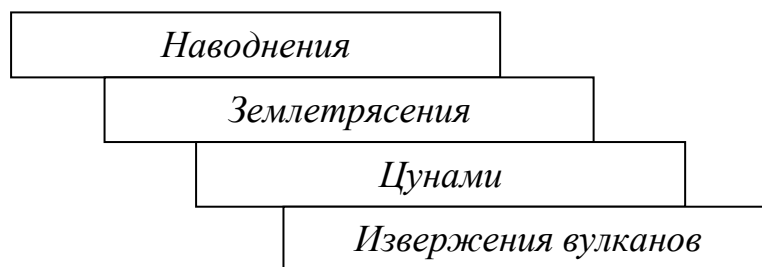 Наводнения
Землетрясения
Цунами
Извержения вулканов